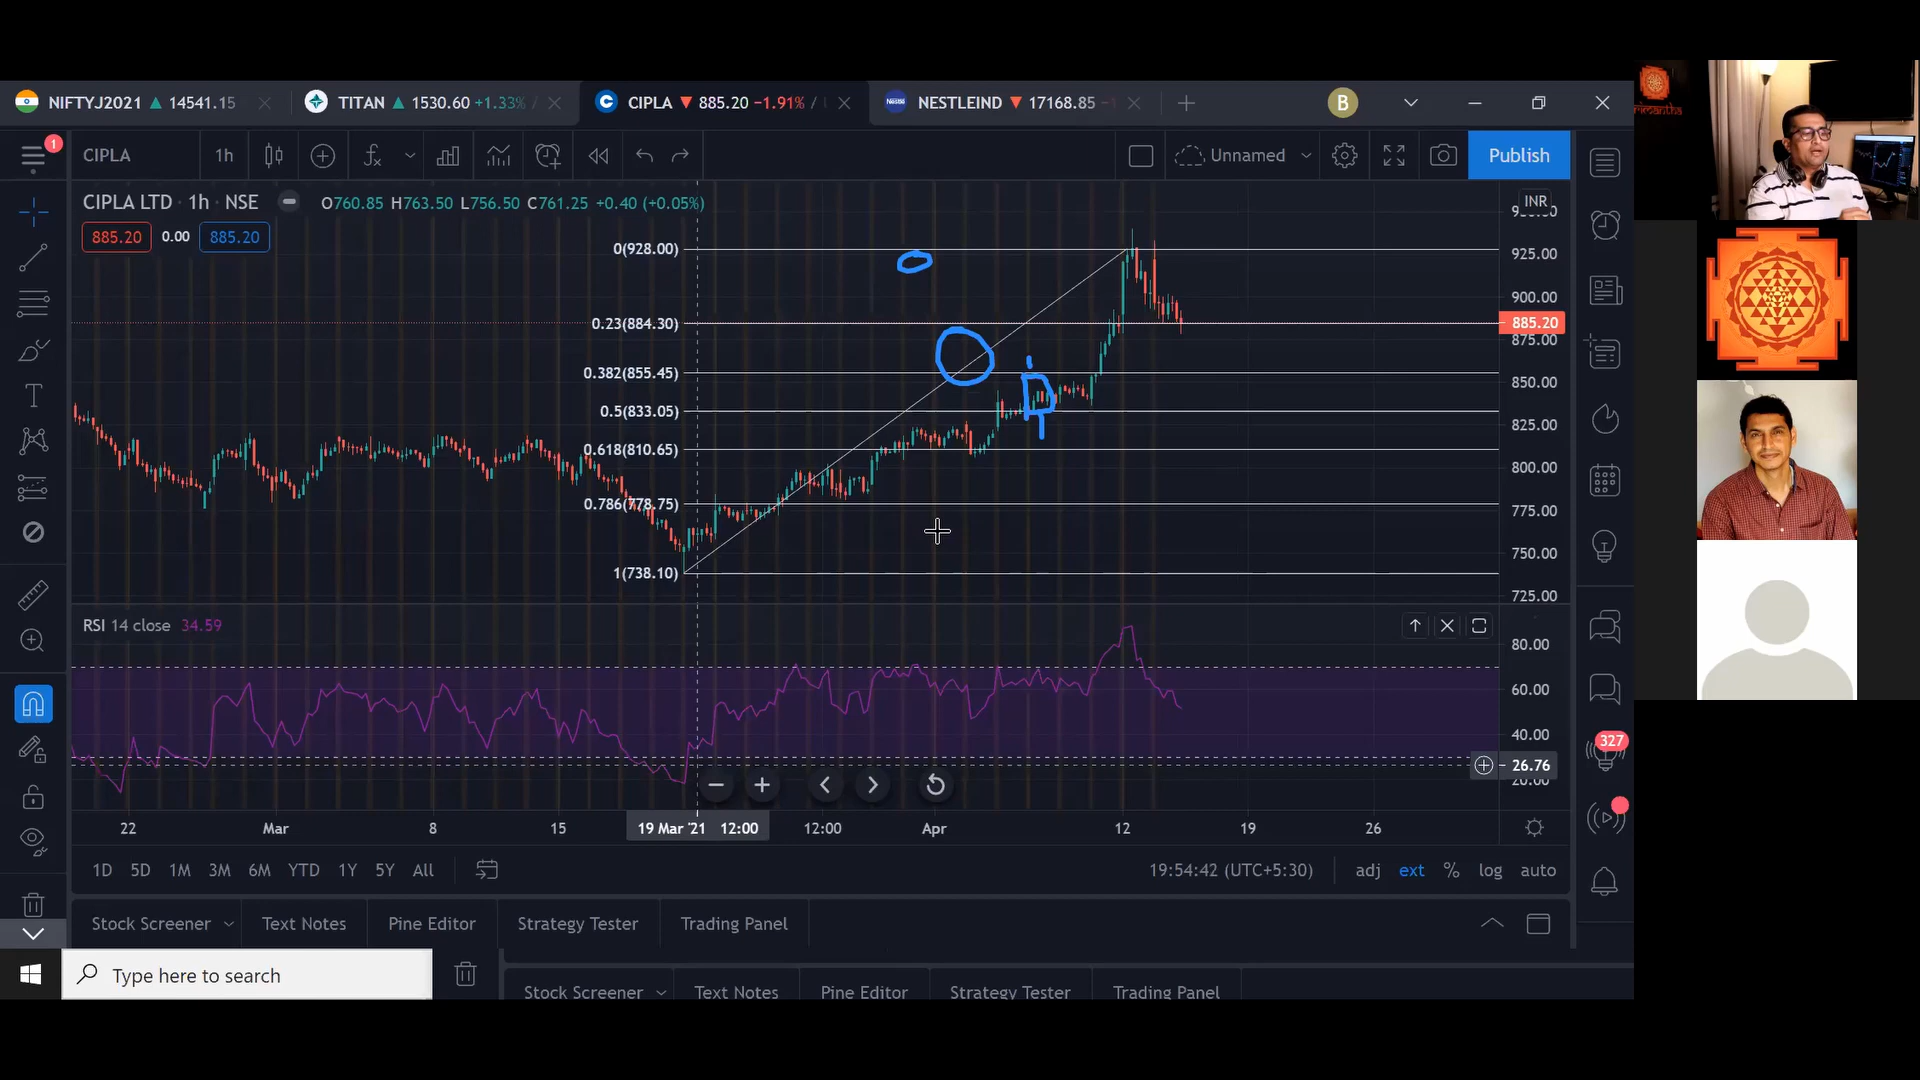 NIFTYJ2021 ▲ 14541.15
TITAN ▲ 1530.60 +1.33% /
CIPLA ▼ 885.20 −1.91% /
NESTLEIND ▼ 17168.85
B
1
CIPLA
1h
Unnamed
Publish
CIPLA LTD · 1h · NSE
O760.85 H763.50 L756.50 C761.25 +0.40 (+0.05%)
INR
885.20
0.00
885.20
0(928.00)
0.23(884.30)
0.382(855.45)
0.5(833.05)
0.618(810.65)
0.786(778.75)
1(738.10)
925.00
900.00
885.20
875.00
850.00
825.00
800.00
775.00
750.00
725.00
RSI 14 close 34.59
80.00
60.00
40.00
26.76
20.00
327
22
Mar
8
15
19 Mar '21 12:00
12:00
Apr
12
19
26
1D 5D 1M 3M 6M YTD 1Y 5Y All
19:54:42 (UTC+5:30)
adj ext % log auto
Stock Screener Text Notes Pine Editor Strategy Tester Trading Panel
Type here to search
Stock Screener Text Notes Pine Editor Strategy Tester Trading Panel